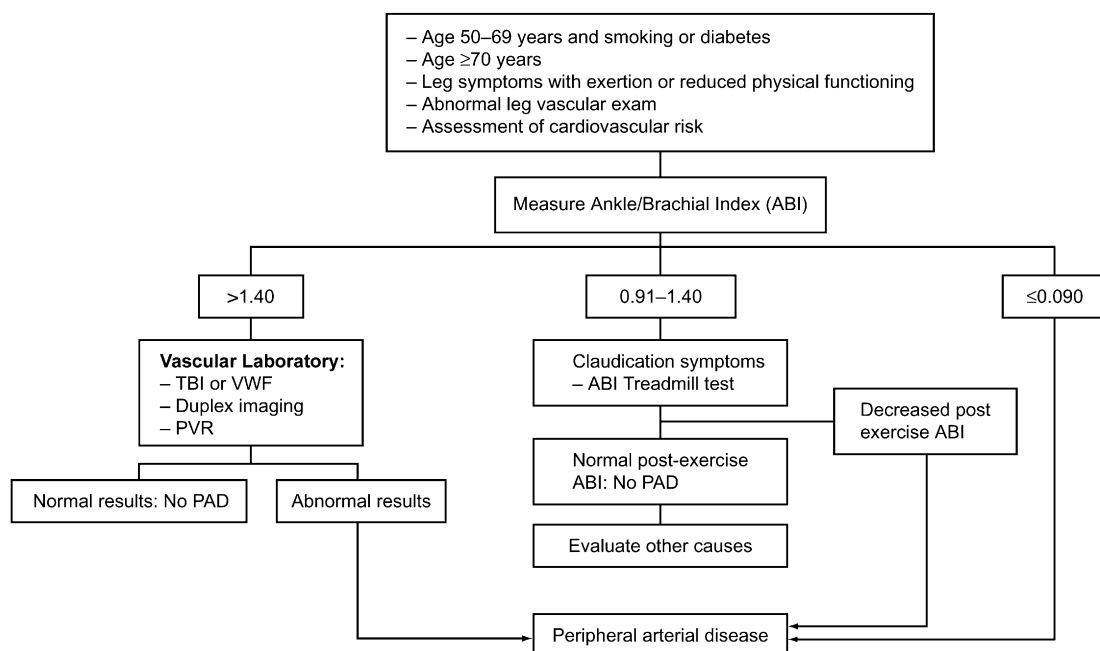 – Age 50–69 years and smoking or diabetes
– Age ≥70 years
– Leg symptoms with exertion or reduced physical functioning
– Abnormal leg vascular exam
– Assessment of cardiovascular risk
Measure Ankle/Brachial Index (ABI)
>1.40
0.91–1.40
≤0.090
Vascular Laboratory:
– TBI or VWF
– Duplex imaging
– PVR
Claudication symptoms
– ABI Treadmill test
Decreased post
exercise ABI
Normal results: No PAD
Abnormal results
Normal post-exercise
ABI: No PAD
Evaluate other causes
Peripheral arterial disease